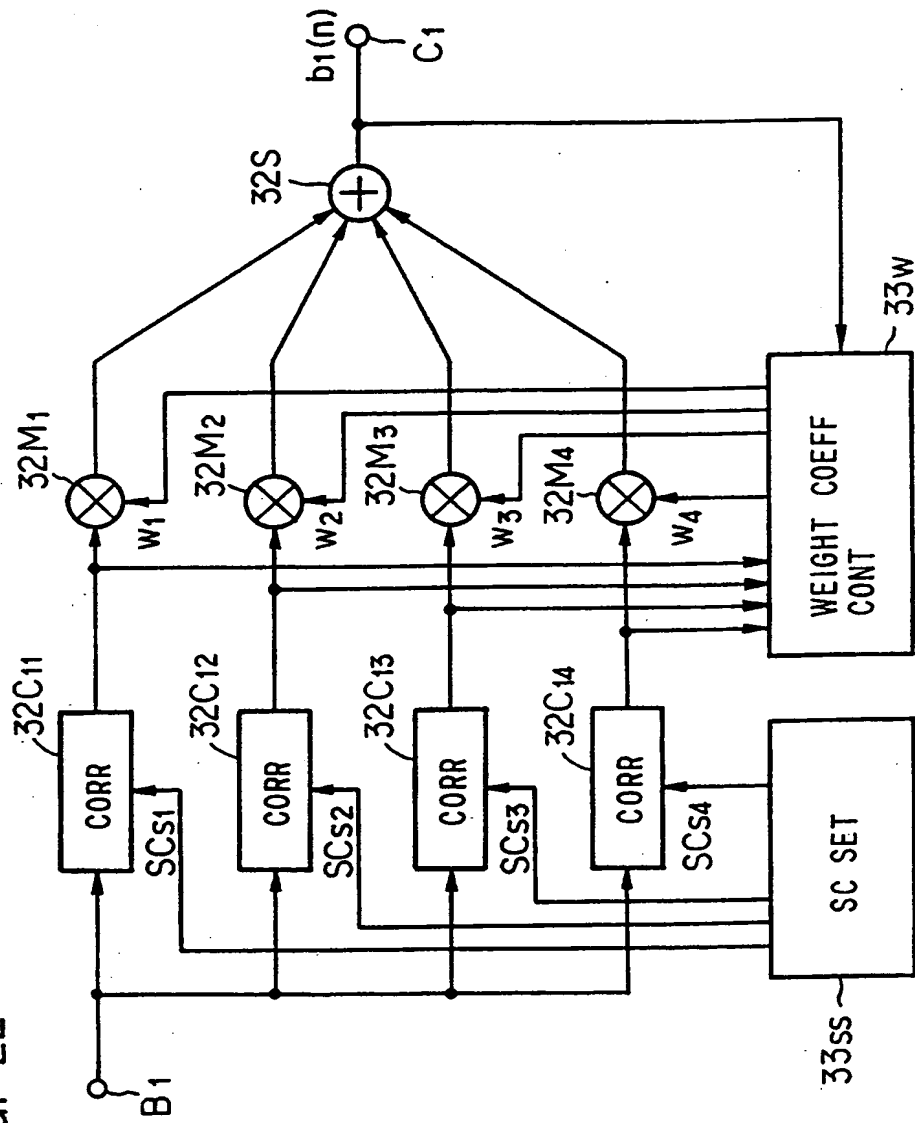 b1(n)
C1
32S
32M1
32M2
32M3
32M4
W1
W2
W3
W4
32C11
32C12
32C13
32C14
CORR
CORR
CORR
CORR
SCS1
SCS2
SCS3
SCS4
B1
WEIGHT COEFF
CONT
33W
SC SET
33SS